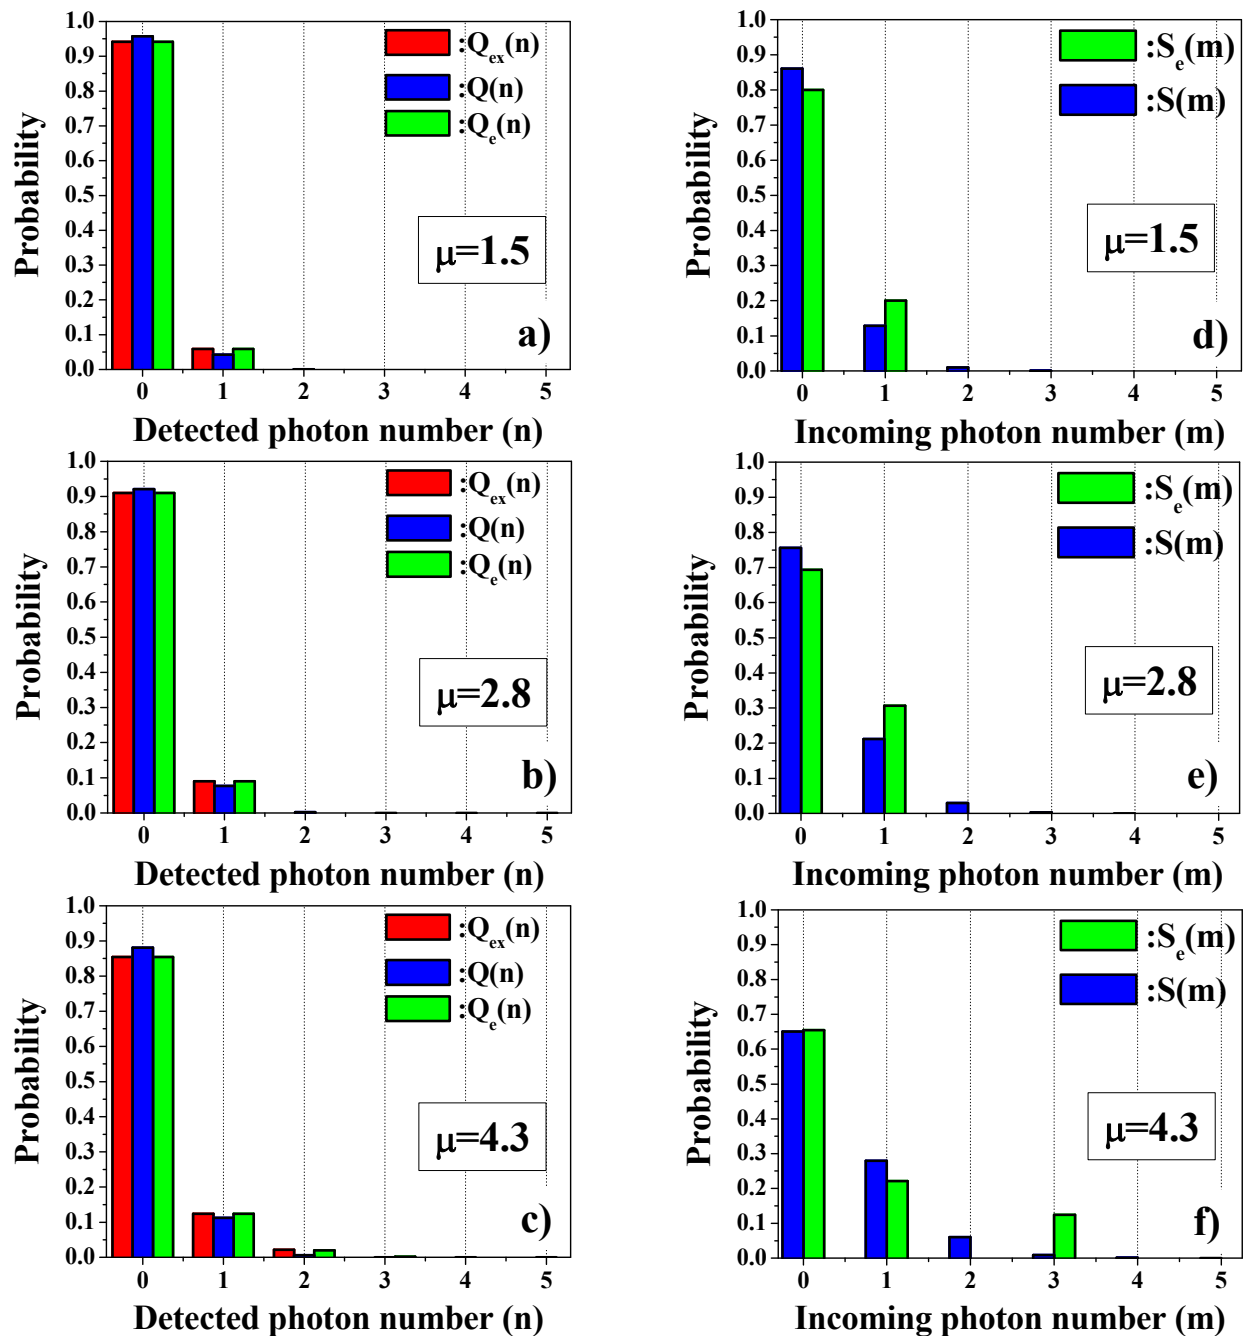 1.0
0.9
0.8
0.7
0.6
0.5
0.4
0.3
0.2
0.1
0.0
Probability
:Q_ex(n)
:Q(n)
:Q_e(n)
μ=1.5
a)
0 1 2 3 4 5
Detected photon number (n)
1.0
0.9
0.8
0.7
0.6
0.5
0.4
0.3
0.2
0.1
0.0
Probability
:S_e(m)
:S(m)
μ=1.5
d)
0 1 2 3 4 5
Incoming photon number (m)
1.0
0.9
0.8
0.7
0.6
0.5
0.4
0.3
0.2
0.1
0.0
Probability
:Q_ex(n)
:Q(n)
:Q_e(n)
μ=2.8
b)
0 1 2 3 4 5
Detected photon number (n)
1.0
0.9
0.8
0.7
0.6
0.5
0.4
0.3
0.2
0.1
0.0
Probability
:S_e(m)
:S(m)
μ=2.8
e)
0 1 2 3 4 5
Incoming photon number (m)
1.0
0.9
0.8
0.7
0.6
0.5
0.4
0.3
0.2
0.1
0.0
Probability
:Q_ex(n)
:Q(n)
:Q_e(n)
μ=4.3
c)
0 1 2 3 4 5
Detected photon number (n)
1.0
0.9
0.8
0.7
0.6
0.5
0.4
0.3
0.2
0.1
0.0
Probability
:S_e(m)
:S(m)
μ=4.3
f)
0 1 2 3 4 5
Incoming photon number (m)